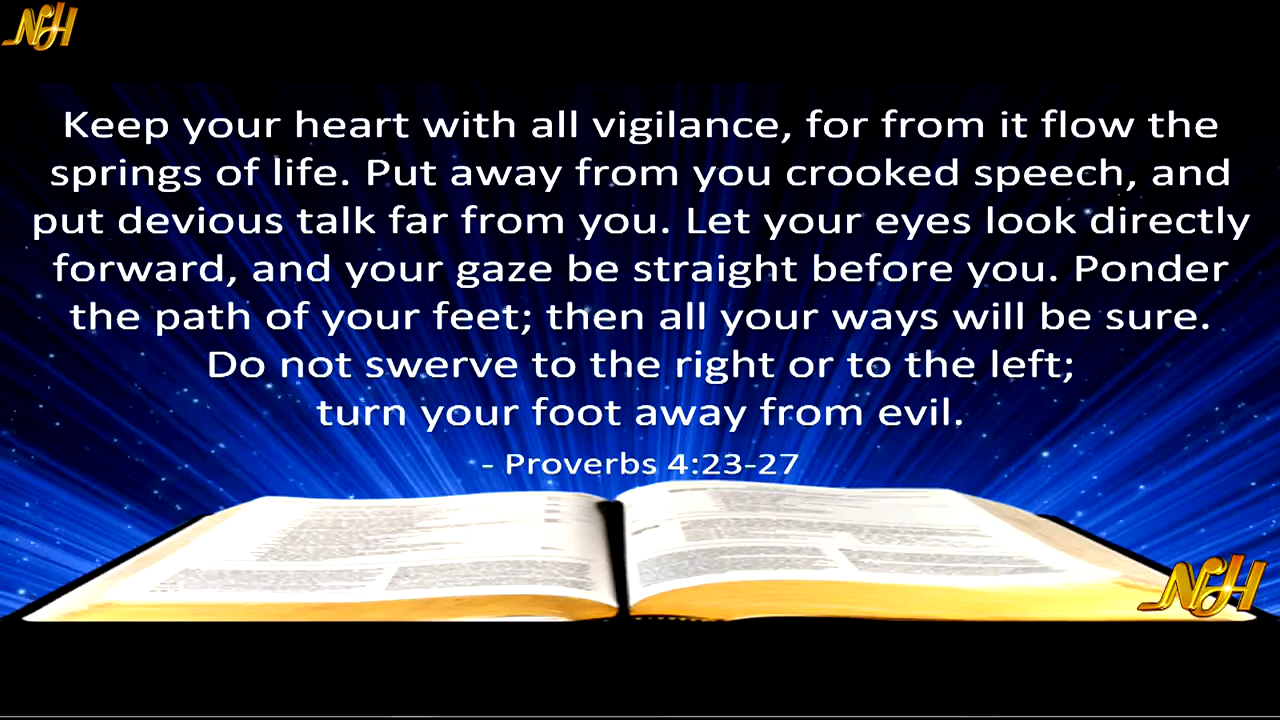 NH
Keep your heart with all vigilance, for from it flow the
springs of life. Put away from you crooked speech, and
put devious talk far from you. Let your eyes look directly
forward, and your gaze be straight before you. Ponder
the path of your feet; then all your ways will be sure.
Do not swerve to the right or to the left;
turn your foot away from evil.
- Proverbs 4:23-27
NH